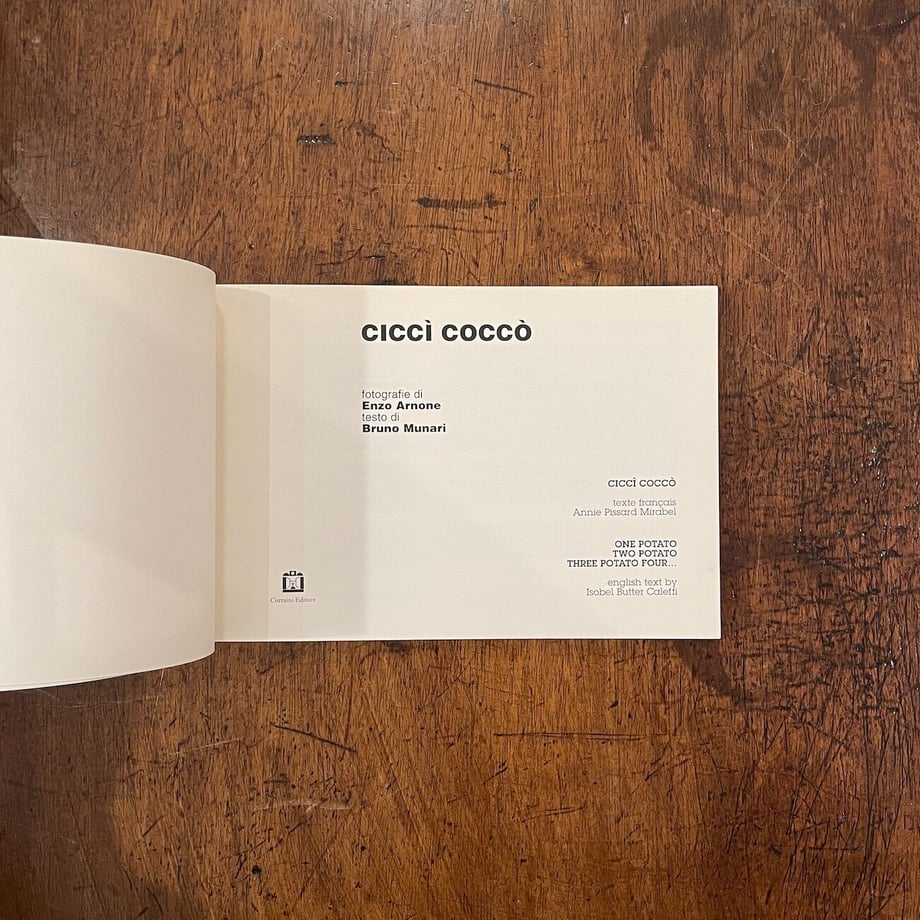 CICCÌ COCCÒ
fotografie di
Enzo Arnone
testo di
Bruno Munari
CICCÌ COCCÒ
texte français
Annie Pissard Mirabel
ONE POTATO
TWO POTATO
THREE POTATO FOUR...
english text by
Isobel Butter Caleffi
Corraini Editore